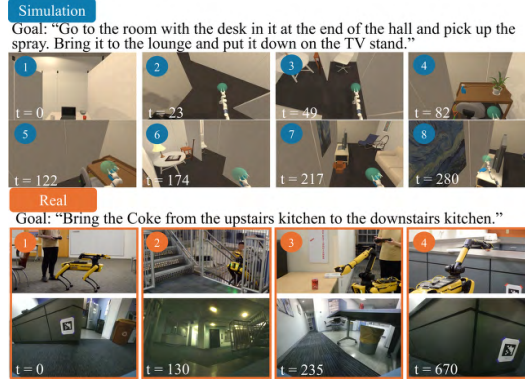 Simulation
Goal: “Go to the room with the desk in it at the end of the hall and pick up the
spray. Bring it to the lounge and put it down on the TV stand.”
1
2
3
4
t = 0
t = 23
t = 49
t = 82
5
6
7
8
t = 122
t = 174
t = 217
t = 280
Real
Goal: “Bring the Coke from the upstairs kitchen to the downstairs kitchen.”
1
2
3
4
t = 0
t = 130
t = 235
t = 670